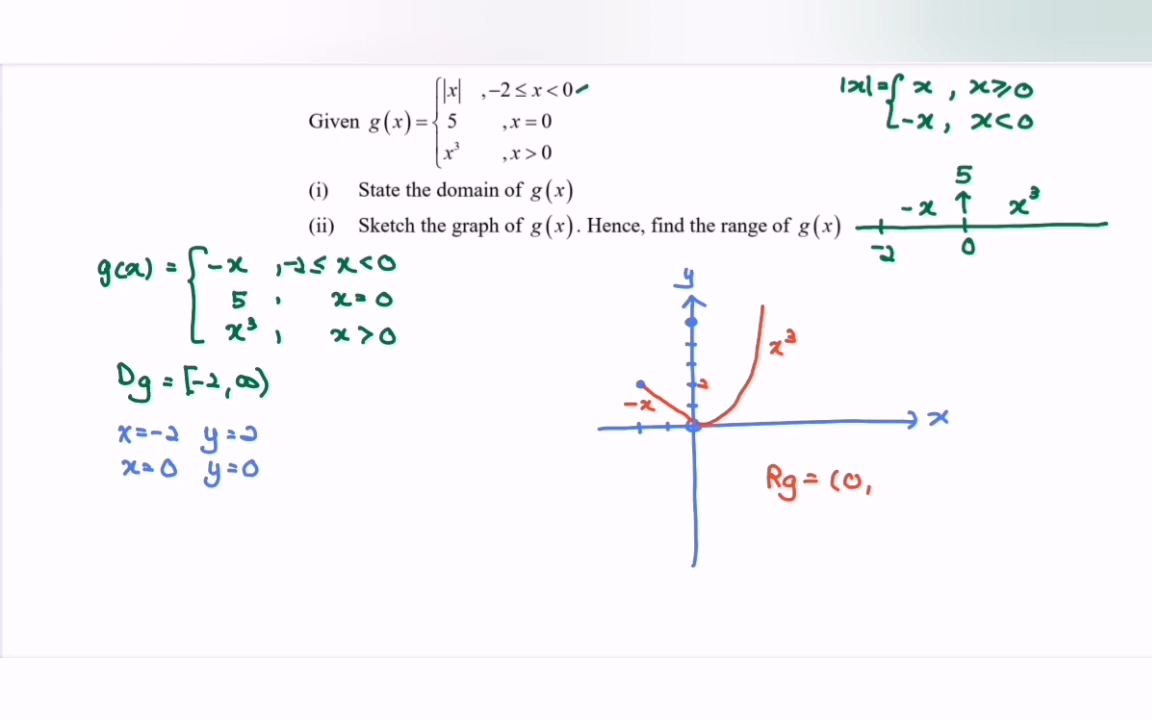 Given g(x) = { |x| , −2 ≤ x < 0
5 , x = 0
x³ , x > 0
(i) State the domain of g(x)
(ii) Sketch the graph of g(x). Hence, find the range of g(x)
|x| = { x , x ≥ 0
-x , x < 0
5
-x x³
-2 0
g(x) = { -x , -2 ≤ x < 0
5 , x = 0
x³ , x > 0
Dg = [-2, ∞)
x = -2 y = 2
x = 0 y = 0
y
x³
2
-x
x
Rg = (0,